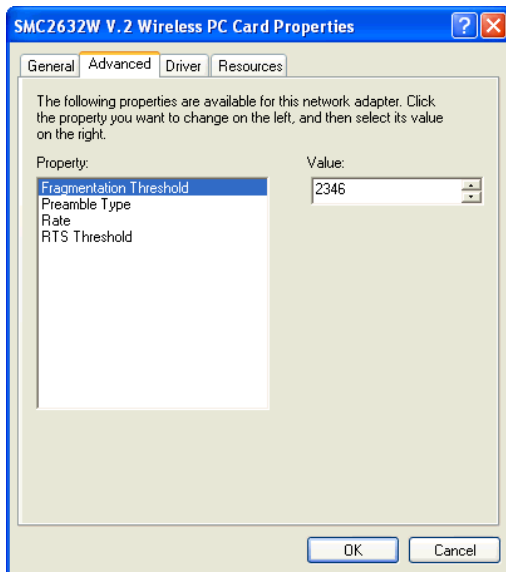 SMC2632W V.2 Wireless PC Card Properties
General Advanced Driver Resources
The following properties are available for this network adapter. Click
the property you want to change on the left, and then select its value
on the right.
Property:
Fragmentation Threshold
Preamble Type
Rate
RTS Threshold
Value:
2346
OK Cancel